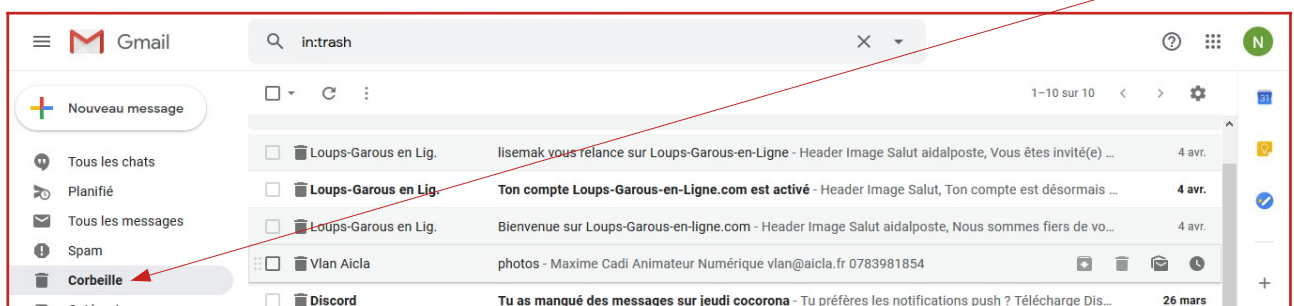 Gmail
in:trash
N
Nouveau message
1–10 sur 10
31
Tous les chats
Loups-Garous en Lig. lisemak vous relance sur Loups-Garous-en-Ligne - Header Image Salut aidalposte, Vous êtes invité(e) ... 4 avr.
Planifié
Loups-Garous en Lig. Ton compte Loups-Garous-en-Ligne.com est activé - Header Image Salut, Ton compte est désormais ... 4 avr.
Tous les messages
Loups-Garous en Lig. Bienvenue sur Loups-Garous-en-ligne.com - Header Image Salut aidalposte, Nous sommes fiers de vo... 4 avr.
Spam
Vlan Aicla photos - Maxime Cadi Animateur Numérique vlan@aicla.fr 0783981854
Corbeille
Discord Tu as manqué des messages sur jeudi cocorona - Tu préfères les notifications push ? Télécharge Dis... 26 mars